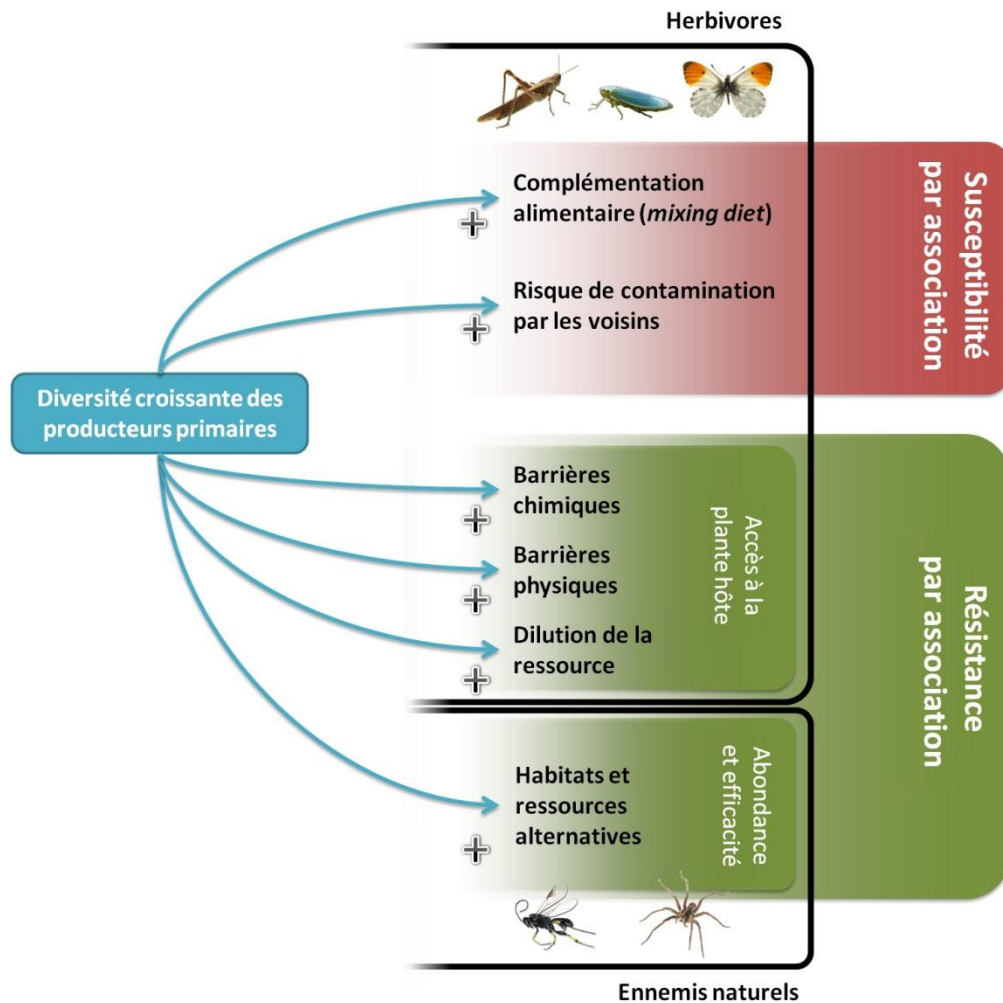 Herbivores
Complémentation
alimentaire (mixing diet)
Risque de contamination
par les voisins
Susceptibilité
par association
Diversité croissante des
producteurs primaires
Barrières
chimiques
Barrières
physiques
Dilution de la
ressource
Accès à la
plante hôte
Résistance
par association
Habitats et
ressources
alternatives
Abondance
et efficacité
Ennemis naturels